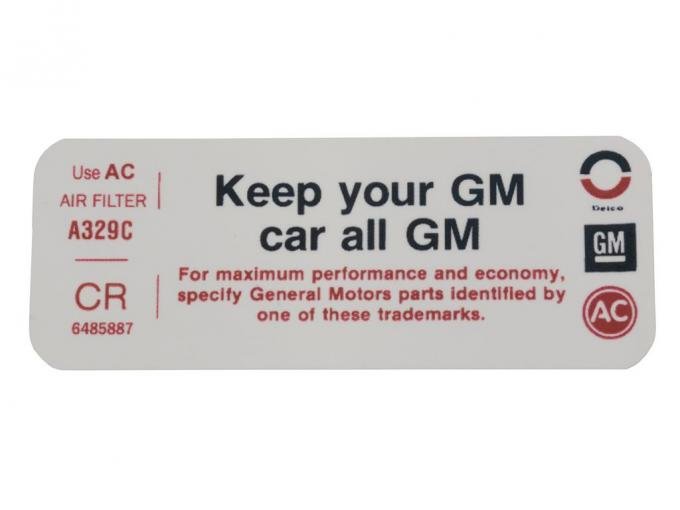 Use AC
AIR FILTER
A329C
CR
6485887
Keep your GM
car all GM
For maximum performance and economy,
specify General Motors parts identified by
one of these trademarks.
Delco
GM
AC